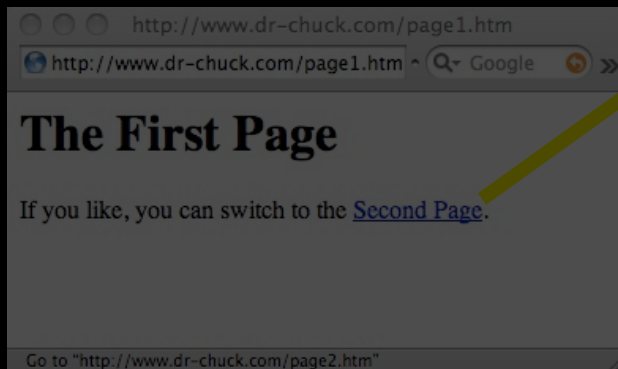 http://www.dr-chuck.com/page1.htm
http://www.dr-chuck.com/page1.htm Google
The First Page
If you like, you can switch to the Second Page.
Go to "http://www.dr-chuck.com/page2.htm"